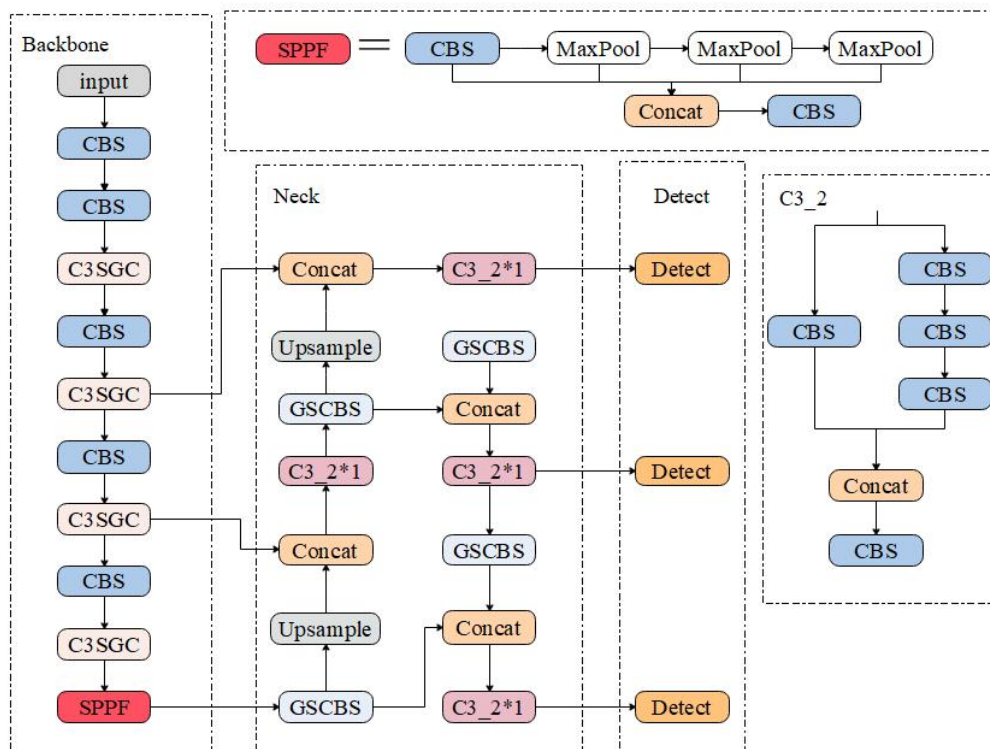 Backbone
input
CBS
CBS
C3SGC
CBS
C3SGC
CBS
C3SGC
CBS
C3SGC
SPPF
SPPF = CBS MaxPool MaxPool MaxPool
Concat CBS
Neck
Concat C3_2*1
Upsample GSCBS
GSCBS Concat
C3_2*1 C3_2*1
Concat GSCBS
Upsample Concat
GSCBS C3_2*1
Detect
Detect
Detect
Detect
C3_2
CBS
CBS CBS
CBS
Concat
CBS